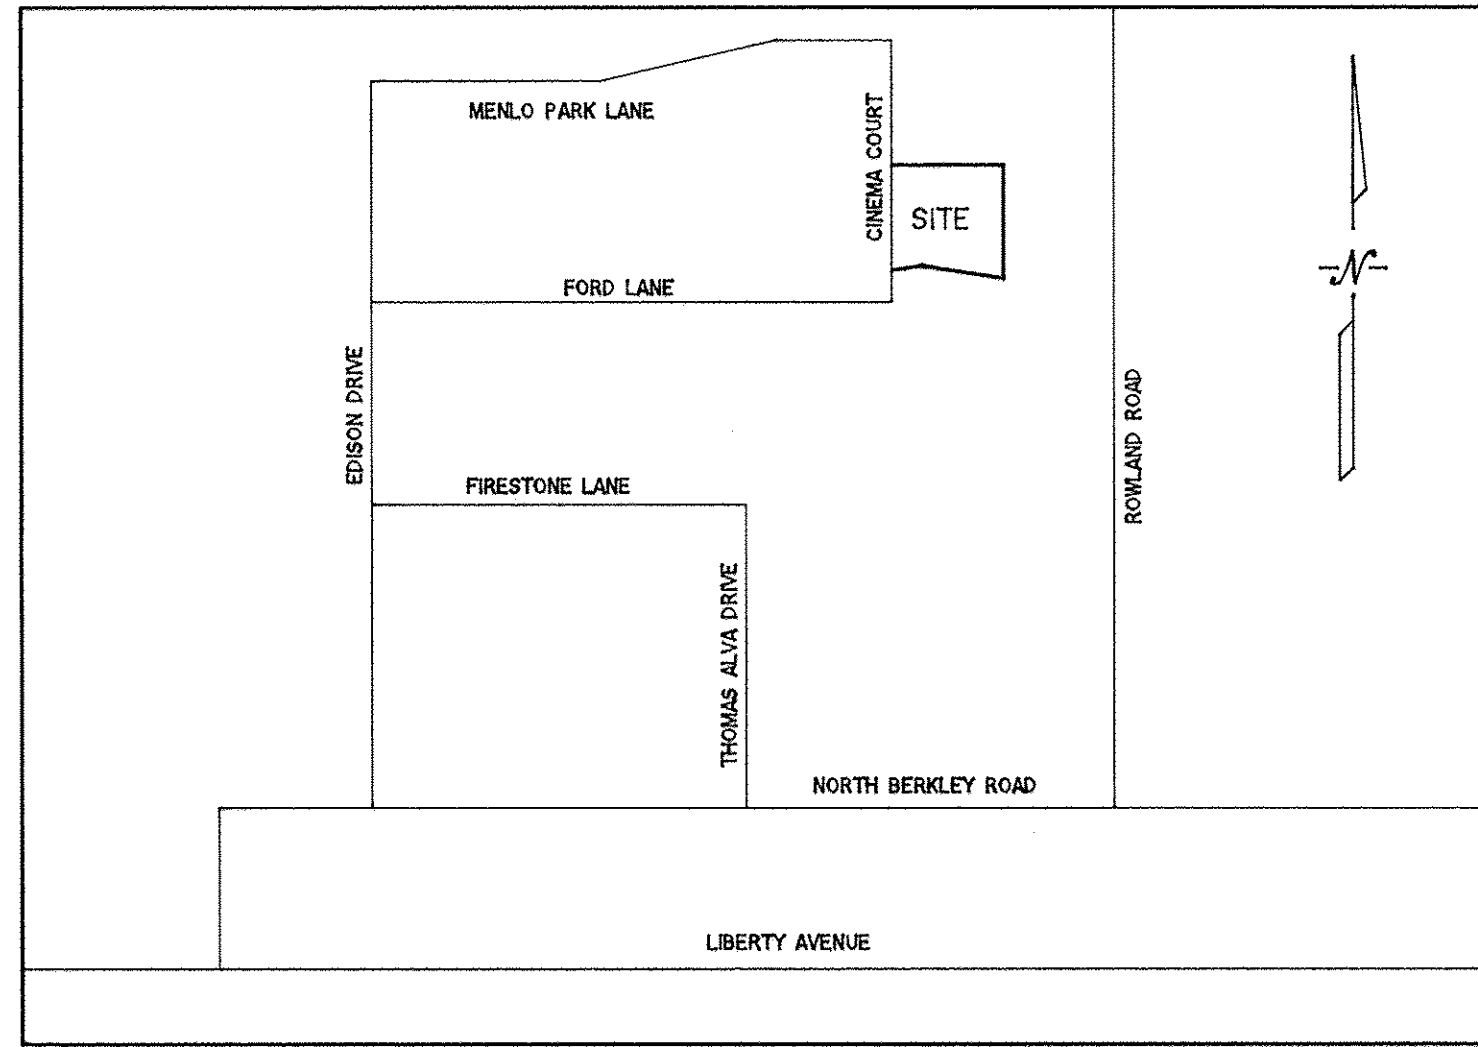 MENLO PARK LANE
CINEMA COURT
SITE
-N-
FORD LANE
EDISON DRIVE
ROWLAND ROAD
FIRESTONE LANE
THOMAS ALVA DRIVE
NORTH BERKLEY ROAD
LIBERTY AVENUE